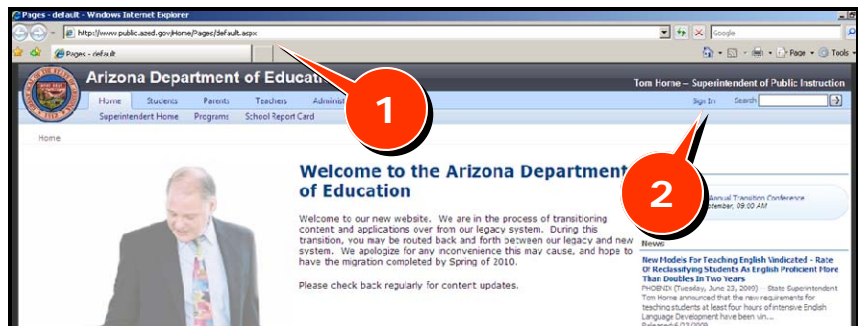 Pages - default - Windows Internet Explorer
http://www.public.azed.gov/Home/Pages/default.aspx
Google
Pages - default
Page
Tools
Arizona Department of Educ
Tom Horne – Superintendent of Public Instruction
Home Students Parents Teachers Administ
Sign In Search
Superintendent Home Programs School Report Card
Home
1
2
Welcome to the Arizona Department
of Education
Welcome to our new website. We are in the process of transitioning
content and applications over from our legacy system. During this
transition, you may be routed back and forth between our legacy and new
system. We apologize for any inconvenience this may cause, and hope to
have the migration completed by Spring of 2010.
Please check back regularly for content updates.
Annual Transition Conference
09:00 AM
News
New Models For Teaching English Vindicated - Rate
Of Reclassifying Students As English Proficient More
Than Doubles In Two Years
PHOENIX (Tuesday, June 23, 2009) – State Superintendent
Tom Horne announced that the new requirements for
teaching students at least four hours of intensive English
Language Development have been vin...
Released 6/23/2009